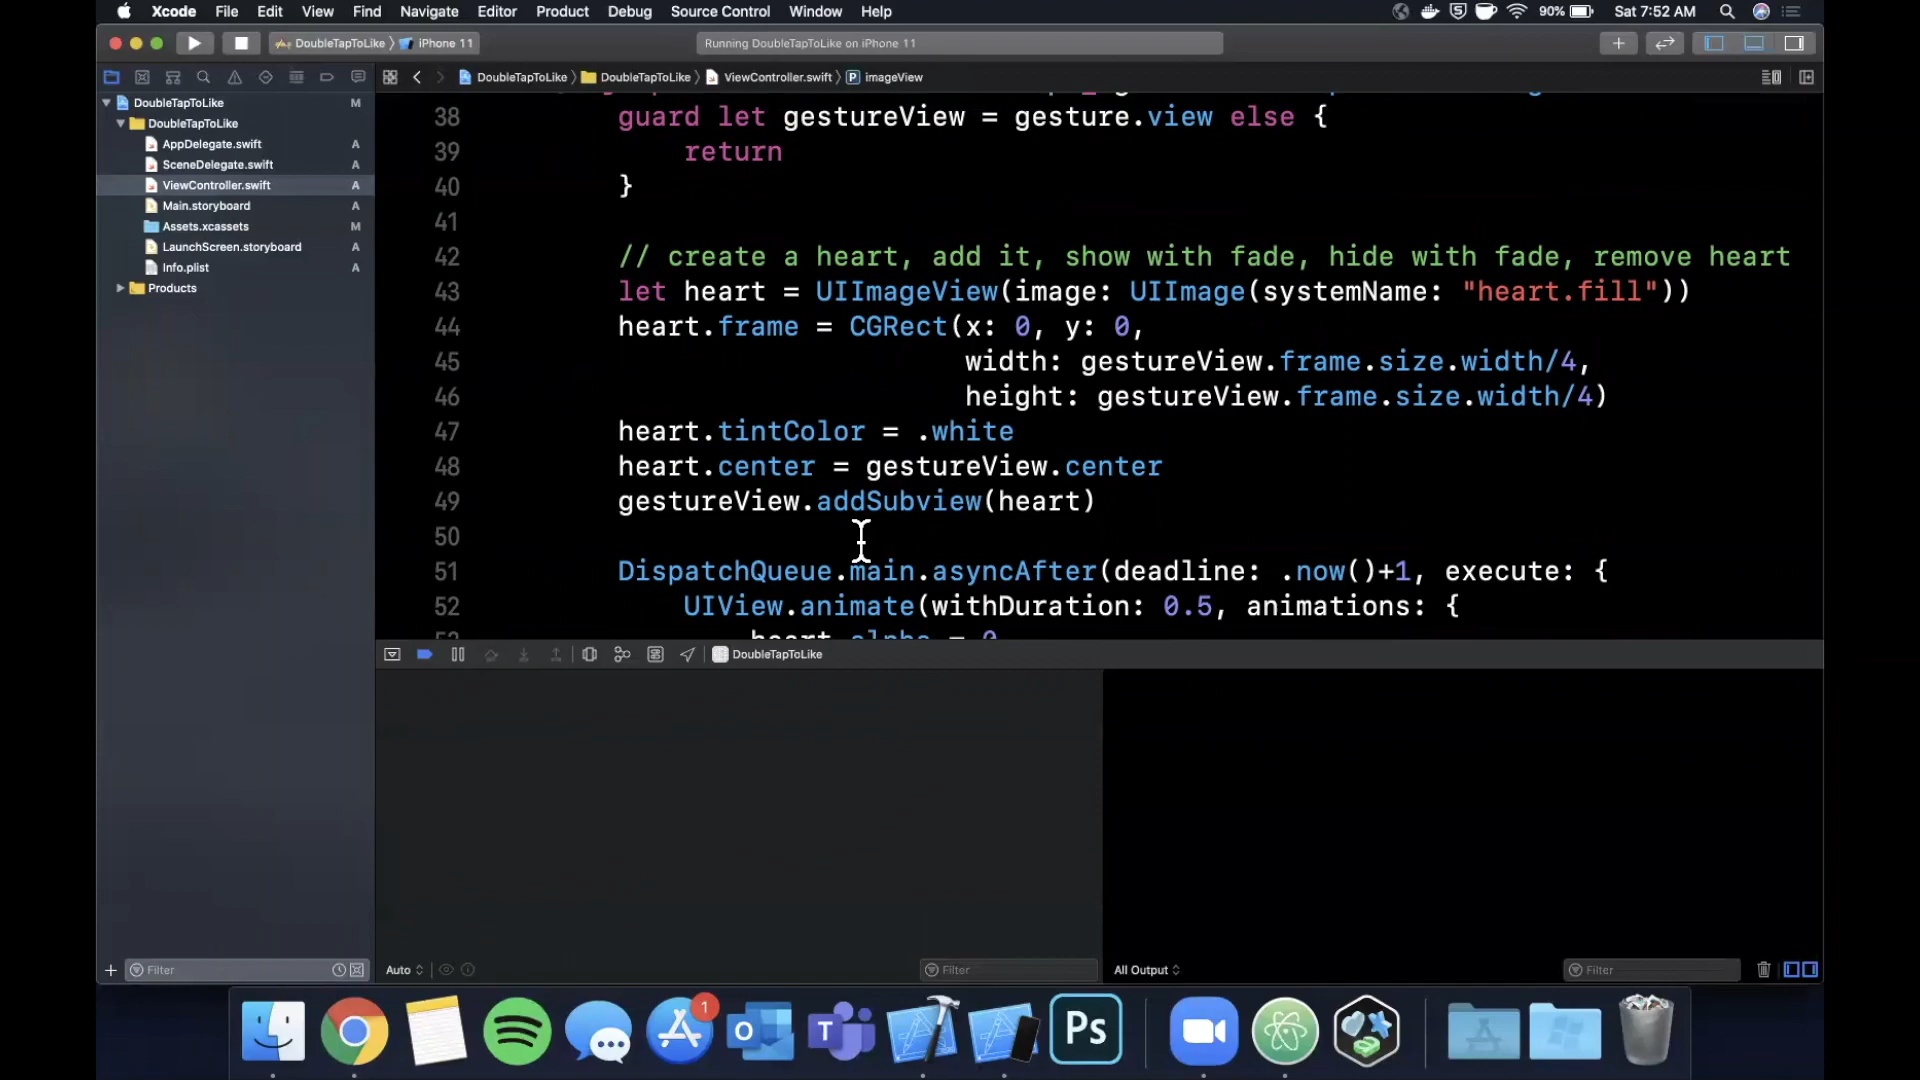 Xcode File Edit View Find Navigate Editor Product Debug Source Control Window Help 90% Sat 7:52 AM
DoubleTapToLike iPhone 11 Running DoubleTapToLike on iPhone 11
DoubleTapToLike DoubleTapToLike ViewController.swift P imageView
DoubleTapToLike M
DoubleTapToLike
AppDelegate.swift A
SceneDelegate.swift A
ViewController.swift A
Main.storyboard A
Assets.xcassets M
LaunchScreen.storyboard A
Info.plist A
Products
38 guard let gestureView = gesture.view else {
39 return
40 }
41
42 // create a heart, add it, show with fade, hide with fade, remove heart
43 let heart = UIImageView(image: UIImage(systemName: "heart.fill"))
44 heart.frame = CGRect(x: 0, y: 0,
45 width: gestureView.frame.size.width/4,
46 height: gestureView.frame.size.width/4)
47 heart.tintColor = .white
48 heart.center = gestureView.center
49 gestureView.addSubview(heart)
50
51 DispatchQueue.main.asyncAfter(deadline: .now()+1, execute: {
52 UIView.animate(withDuration: 0.5, animations: {
53 heart.alpha = 0
DoubleTapToLike
Filter Auto Filter All Output Filter
1
T
Ps